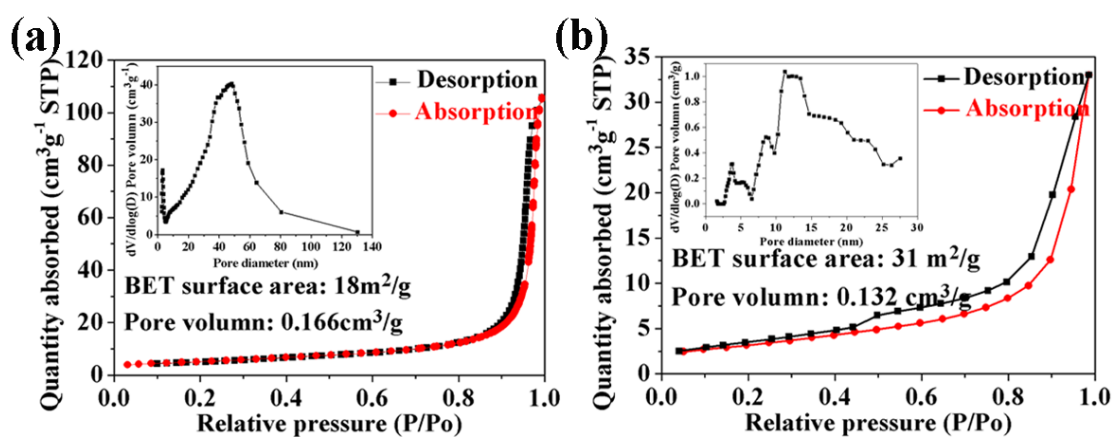 (a)
120
100
80
60
40
20
0
0.0 0.2 0.4 0.6 0.8 1.0
Quantity absorbed (cm³g⁻¹ STP)
Relative pressure (P/Po)
Desorption
Absorption
dV/dlog(D) Pore volumn (cm³g⁻¹)
40
30
20
10
0
0 20 40 60 80 100 120 140
Pore diameter (nm)
BET surface area: 18m²/g
Pore volumn: 0.166cm³/g
(b)
35
30
25
20
15
10
5
0
0.0 0.2 0.4 0.6 0.8 1.0
Quantity absorbed (cm³g⁻¹ STP)
Relative pressure (P/Po)
Desorption
Absorption
dV/dlog(D) Pore volumn (cm³/g)
1.0
0.8
0.6
0.4
0.2
0.0
0 5 10 15 20 25 30
Pore diameter (nm)
BET surface area: 31 m²/g
Pore volumn: 0.132 cm³/g